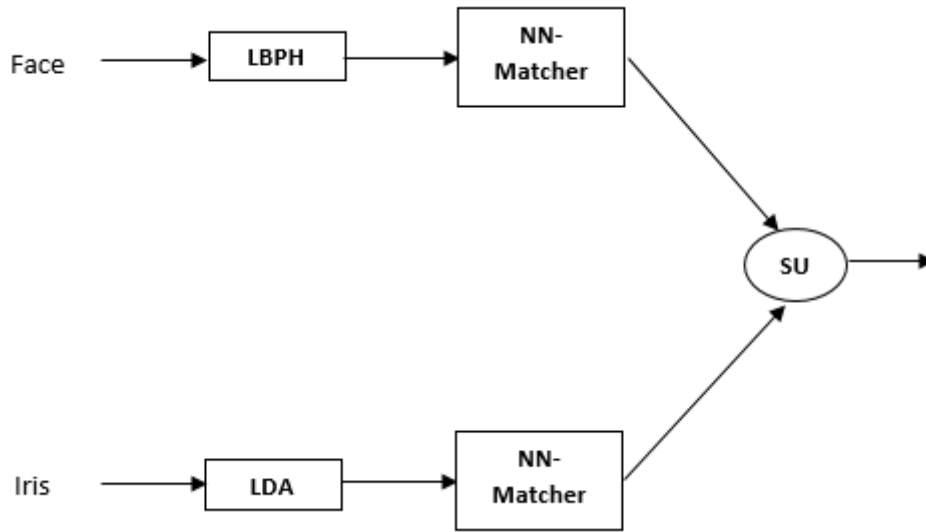 Face
LBPH
NN-
Matcher
SU
Iris
LDA
NN-
Matcher